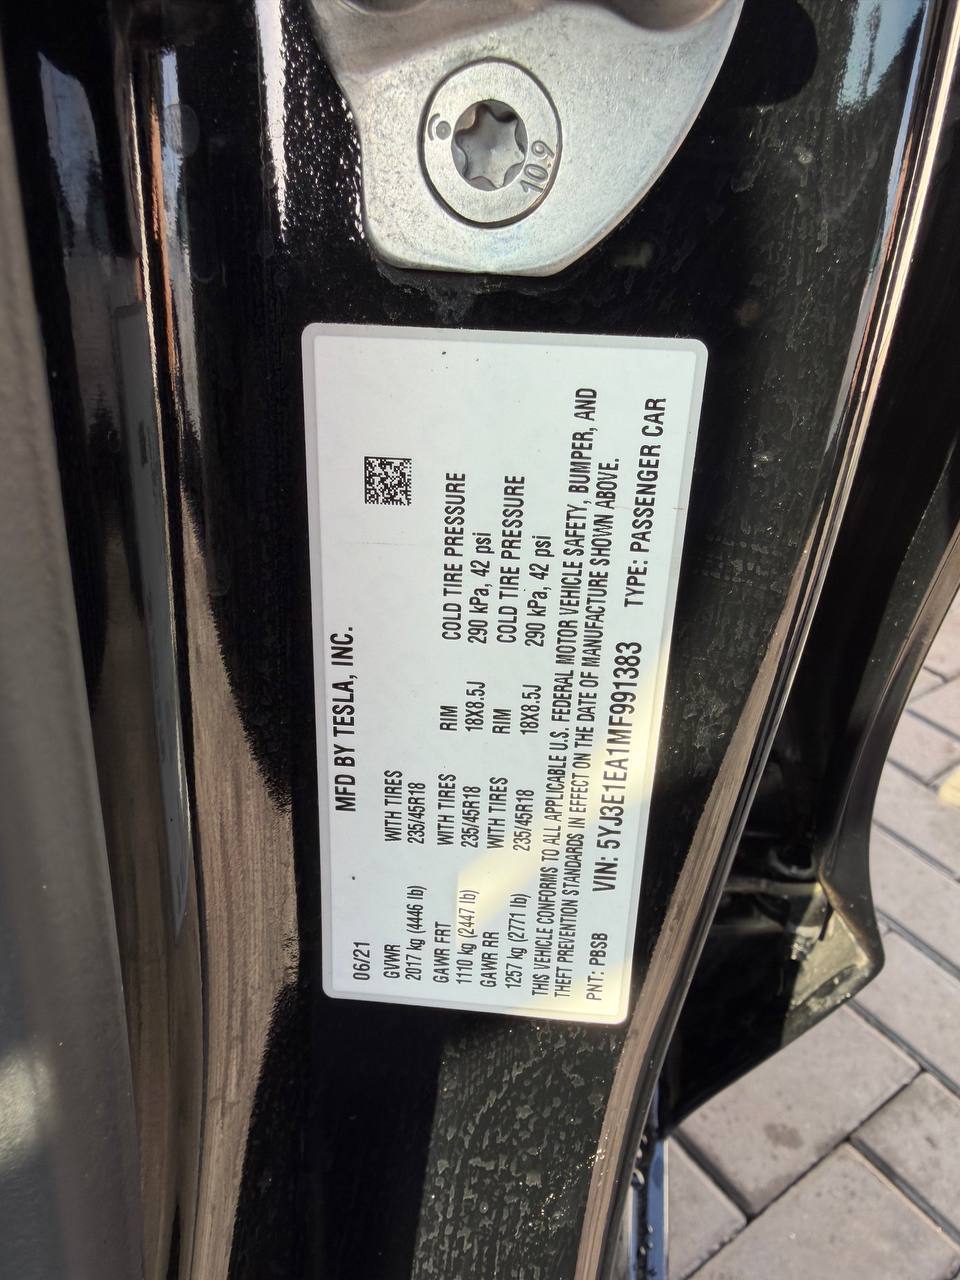 10.9
MFD BY TESLA, INC.
06/21
GVWR WITH TIRES
2017 kg (4446 lb) 235/45R18
GAWR FRT WITH TIRES RIM COLD TIRE PRESSURE
1110 kg (2447 lb) 235/45R18 18X8.5J 290 kPa, 42 psi
GAWR RR WITH TIRES RIM COLD TIRE PRESSURE
1257 kg (2771 lb) 235/45R18 18X8.5J 290 kPa, 42 psi
THIS VEHICLE CONFORMS TO ALL APPLICABLE U.S. FEDERAL MOTOR VEHICLE SAFETY, BUMPER, AND
THEFT PREVENTION STANDARDS IN EFFECT ON THE DATE OF MANUFACTURE SHOWN ABOVE.
PNT: PBSB VIN: 5YJ3E1EA1MF991383 TYPE: PASSENGER CAR